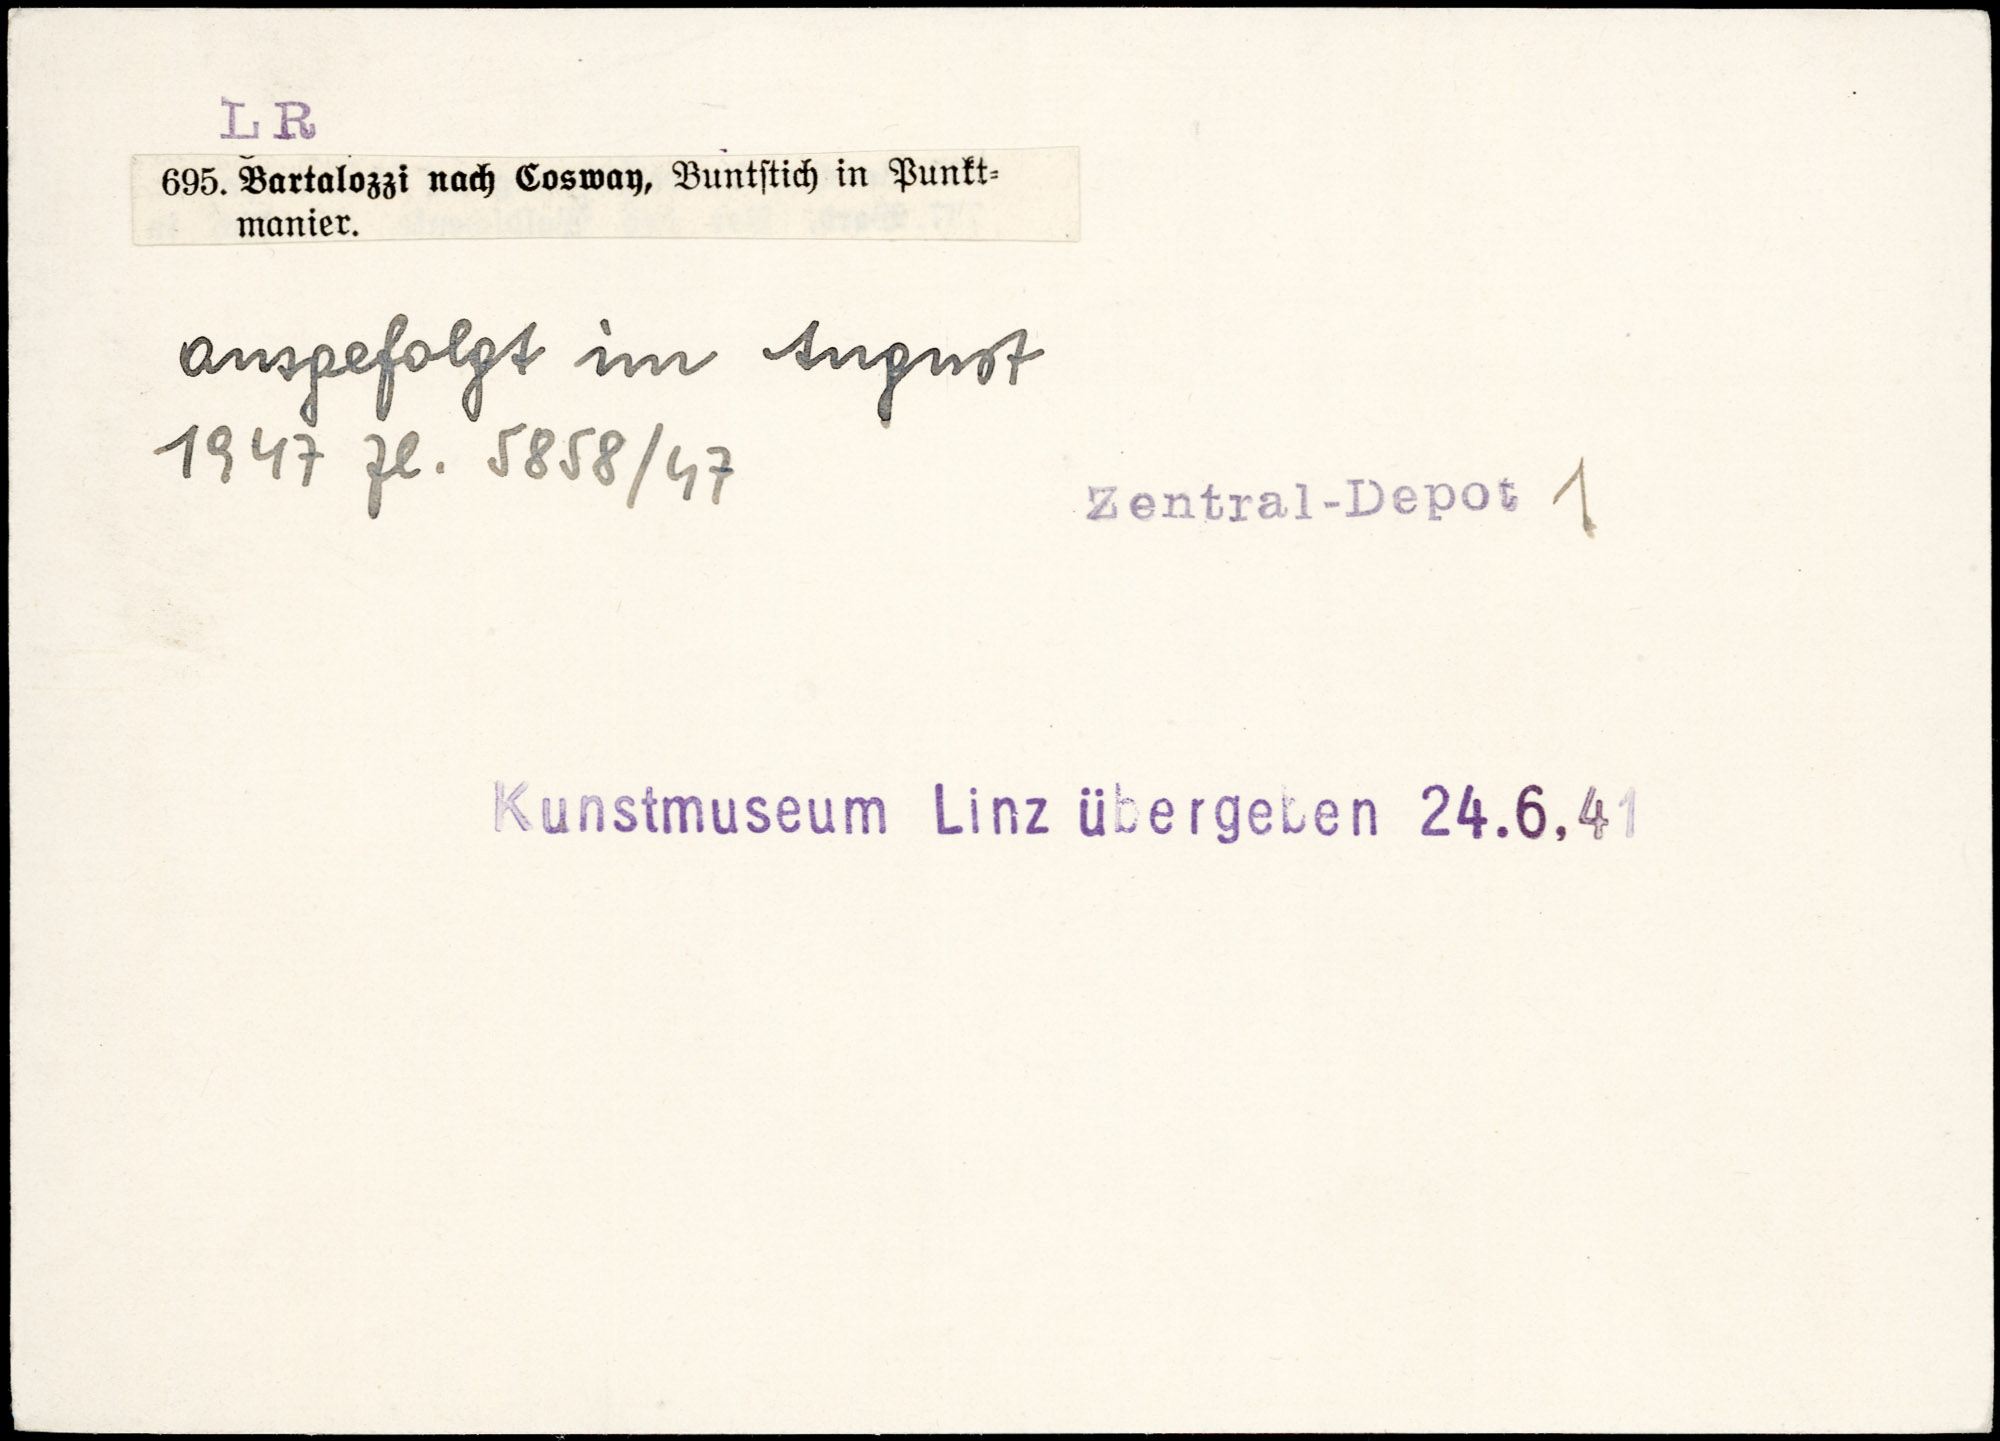 LR
695. Bartalozzi nach Cosway, Buntſtich in Punkt⸗
manier.
ausgefolgt im August
1947 Zl. 5858/47
Zentral-Depot 1
Kunstmuseum Linz übergeben 24.6.41